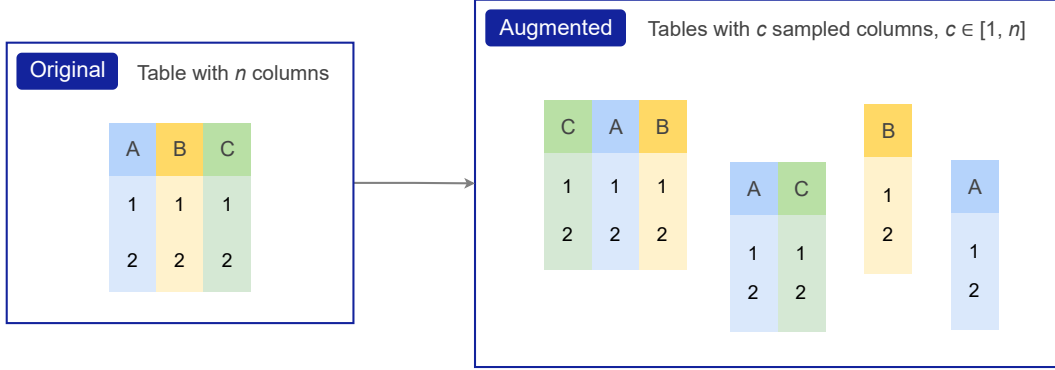 Original
Table with n columns
A B C
1 1 1
2 2 2
Augmented
Tables with c sampled columns, c ∈ [1, n]
C A B
1 1 1
2 2 2
A C
1 1
2 2
B
1
2
A
1
2